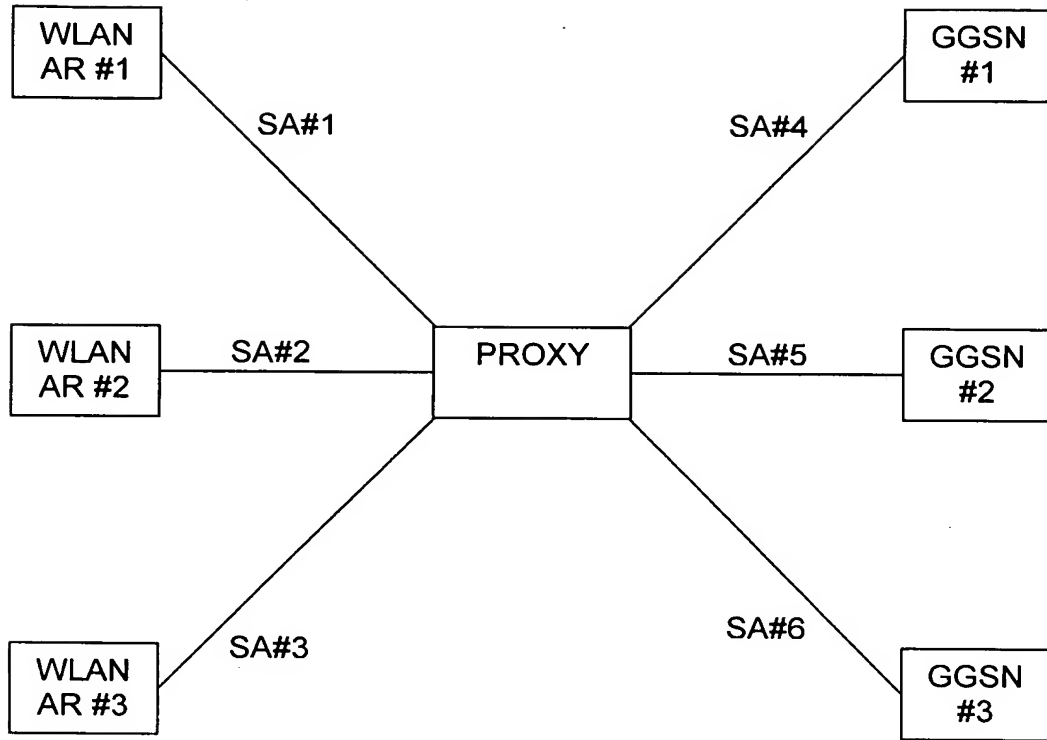 WLAN
AR #1
GGSN
#1
SA#1
SA#4
WLAN
AR #2
SA#2
PROXY
SA#5
GGSN
#2
SA#3
SA#6
WLAN
AR #3
GGSN
#3